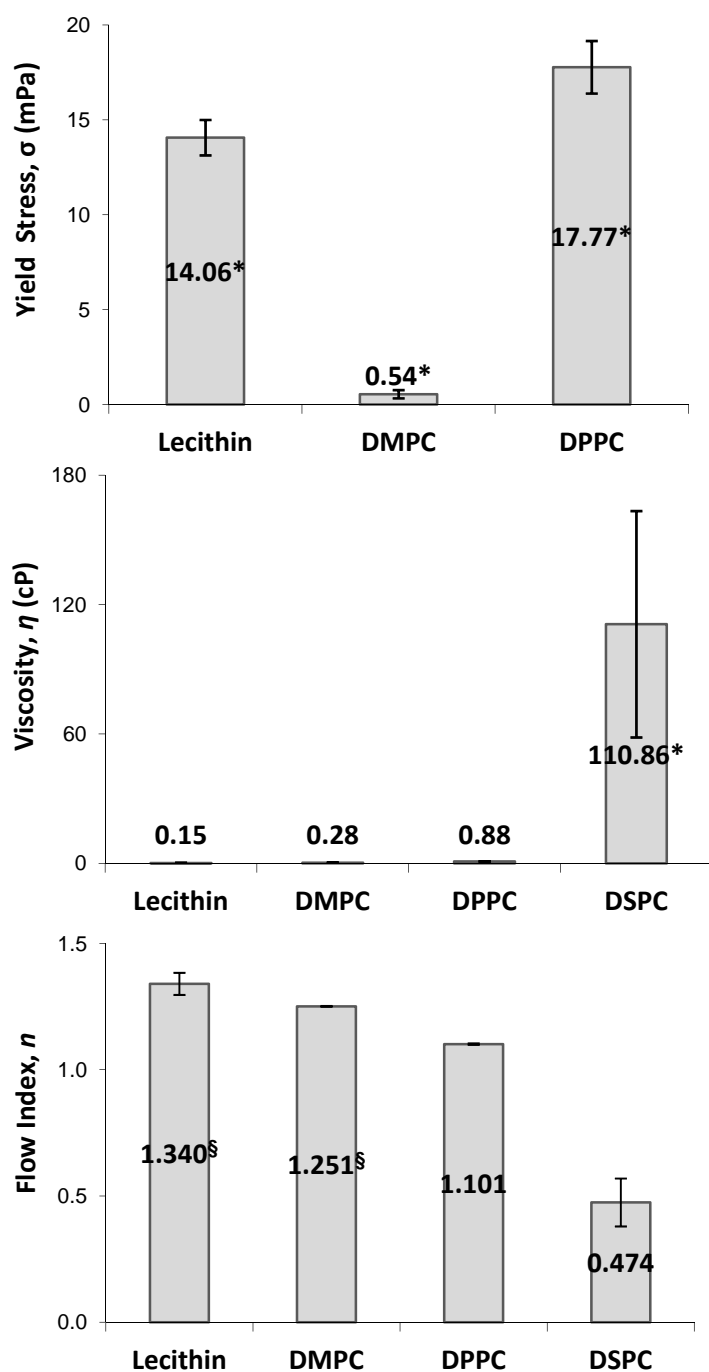 Yield Stress, σ (mPa)
20
15
10
5
0
14.06*
0.54*
17.77*
Lecithin DMPC DPPC
Viscosity, η (cP)
180
120
60
0
0.15 0.28 0.88 110.86*
Lecithin DMPC DPPC DSPC
Flow Index, n
1.5
1.0
0.5
0.0
1.340§ 1.251§ 1.101 0.474
Lecithin DMPC DPPC DSPC